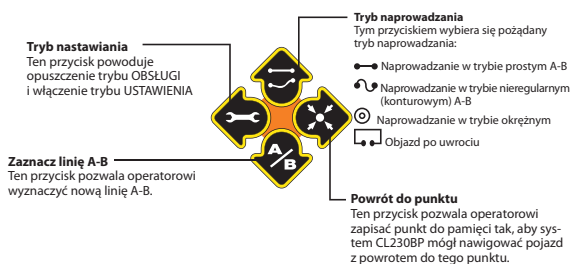 Tryb nastawiania
Ten przycisk powoduje
opuszczenie trybu OBSŁUGI
i włączenie trybu USTAWIENIA
Zaznacz linię A-B
Ten przycisk pozwala operatorowi
wyznaczyć nową linię A-B.
A/B
Tryb naprowadzania
Tym przyciskiem wybiera się pożądany
tryb naprowadzania:
Naprowadzanie w trybie prostym A-B
Naprowadzanie w trybie nieregularnym
(konturowym) A-B
Naprowadzanie w trybie okrężnym
Objazd po uwrociu
Powrót do punktu
Ten przycisk pozwala operatorowi
zapisać punkt do pamięci tak, aby sys-
tem CL230BP mógł nawigować pojazd
z powrotem do tego punktu.